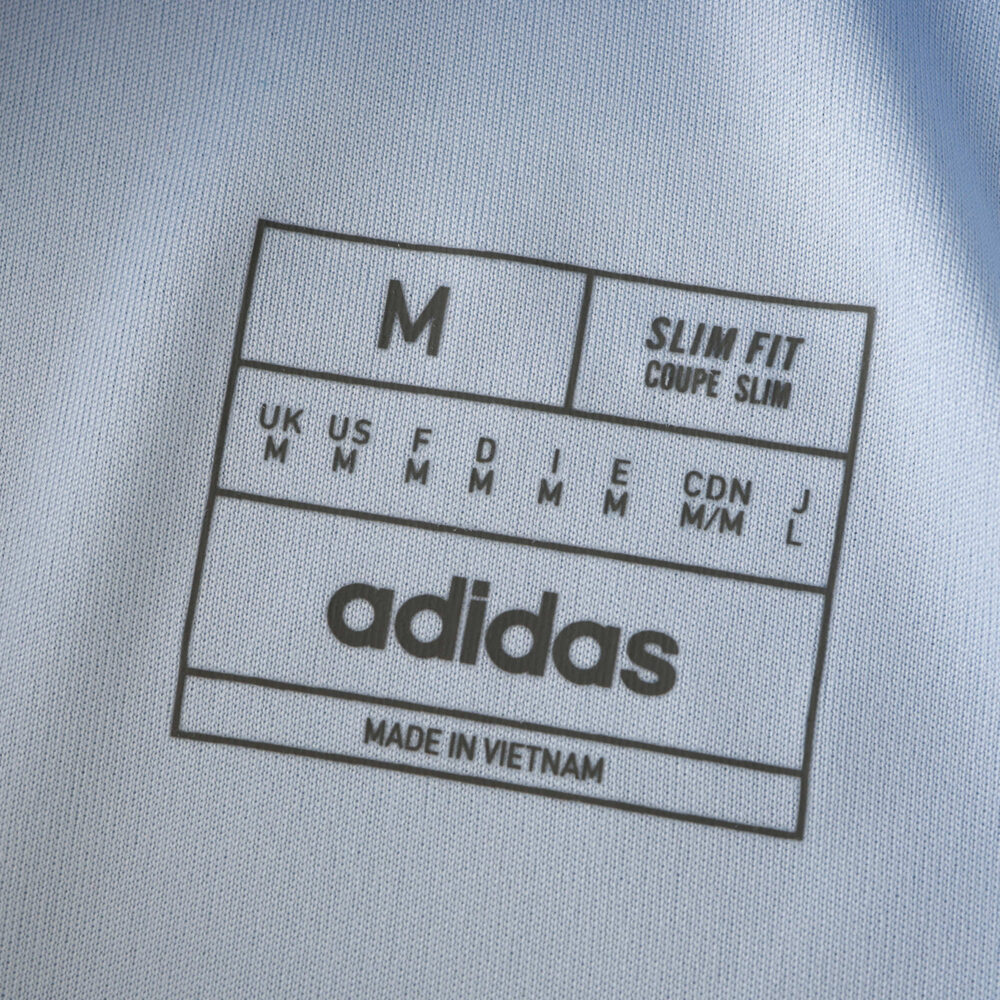 M
SLIM FIT
COUPE SLIM
UK US F D I E CDN J
M M M M M M M/M L
adidas
MADE IN VIETNAM